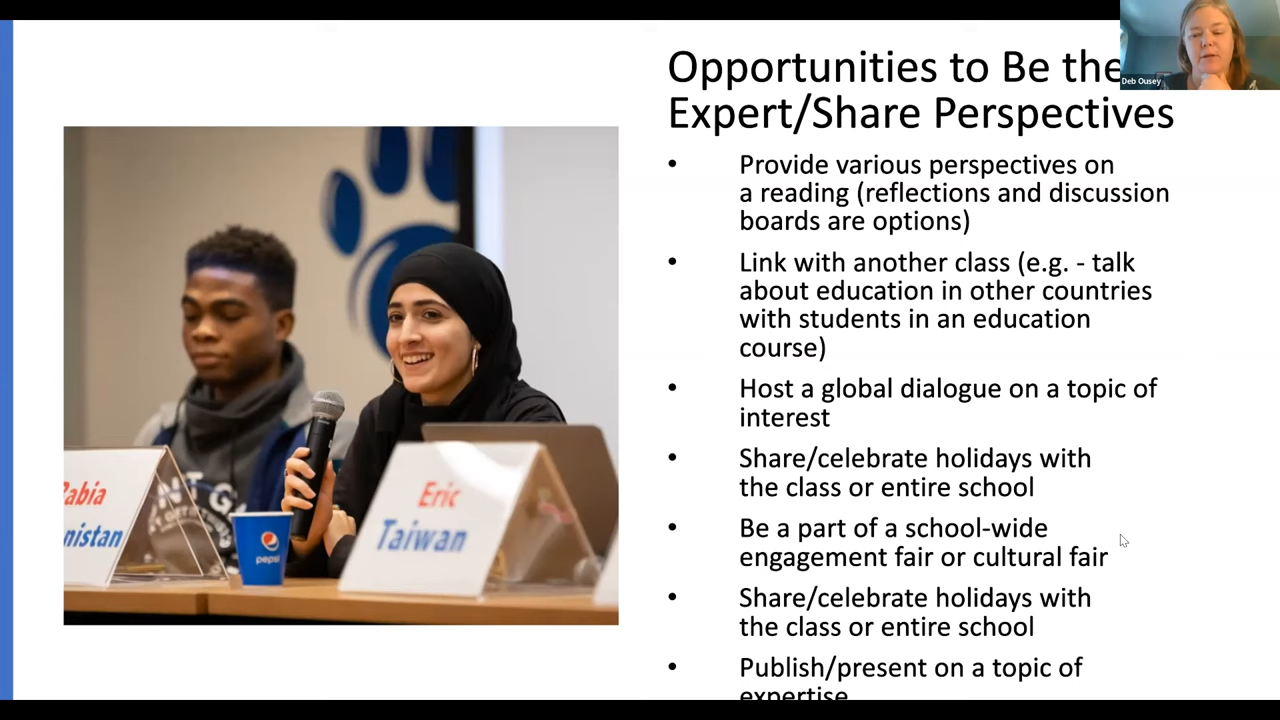 Opportunities to Be the
Expert/Share Perspectives
Deb Ousey
• Provide various perspectives on
a reading (reflections and discussion
boards are options)
• Link with another class (e.g. - talk
about education in other countries
with students in an education
course)
• Host a global dialogue on a topic of
interest
• Share/celebrate holidays with
the class or entire school
• Be a part of a school-wide
engagement fair or cultural fair
• Share/celebrate holidays with
the class or entire school
• Publish/present on a topic of
expertise
abia
nistan
pepsi
Eric
Taiwan